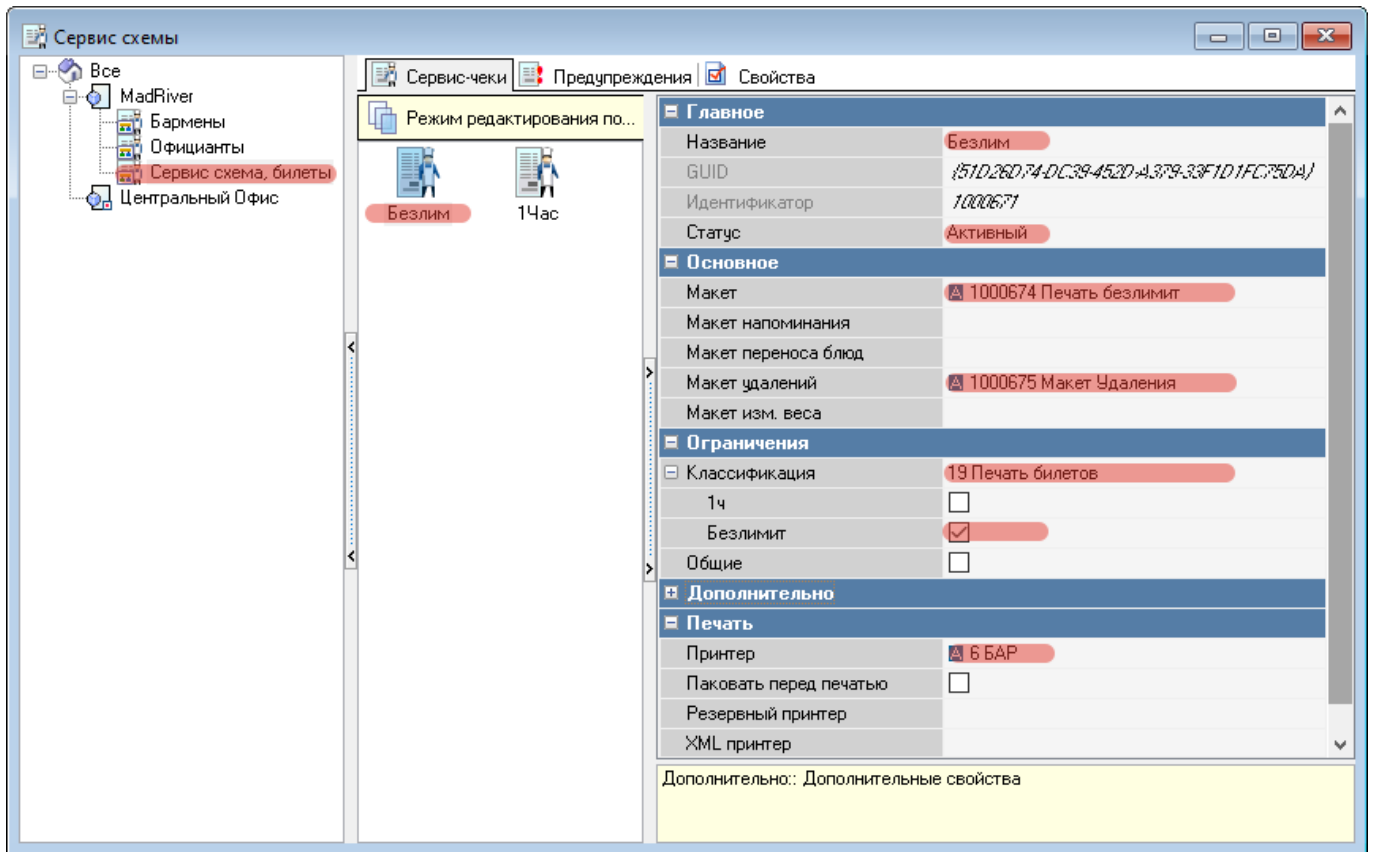 Сервис схемы
Все
MadRiver
Бармены
Официанты
Сервис схема, билеты
Центральный Офис
Сервис-чеки
Предупреждения
Свойства
Режим редактирования по...
Безлим
1Час
Главное
Название Безлим
GUID {51D26D74-DC39-452D-A379-33F1D1FC75DA}
Идентификатор 1000671
Статус Активный
Основное
Макет 1000674 Печать безлимит
Макет напоминания
Макет переноса блюд
Макет удалений 1000675 Макет Удаления
Макет изм. веса
Ограничения
Классификация 19 Печать билетов
1ч
Безлимит
Общие
Дополнительно
Печать
Принтер 6 БАР
Паковать перед печатью
Резервный принтер
XML принтер
Дополнительно:: Дополнительные свойства